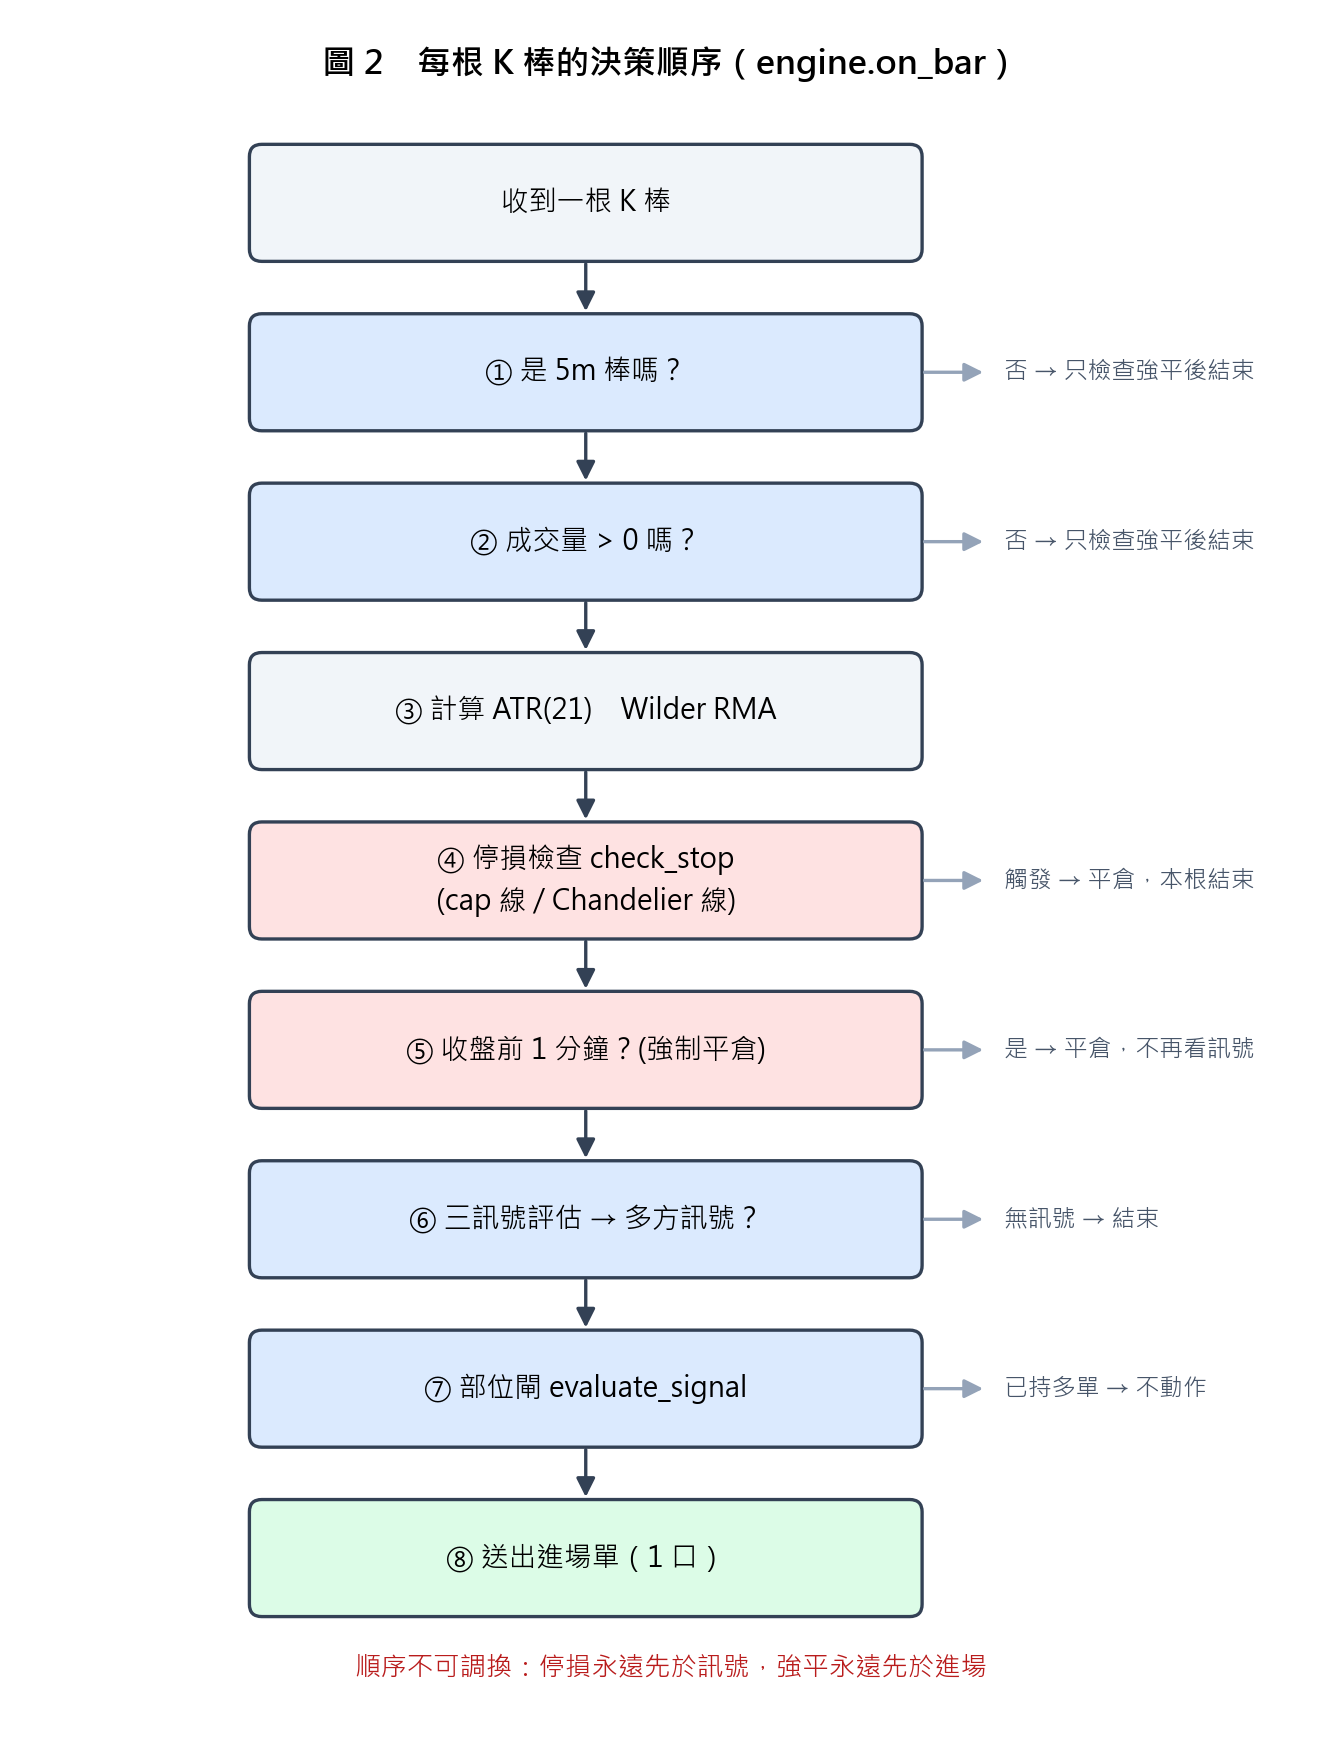 圖 2　每根 K 棒的決策順序（engine.on_bar）
收到一根 K 棒
① 是 5m 棒嗎？
否 → 只檢查強平後結束
② 成交量 > 0 嗎？
否 → 只檢查強平後結束
③ 計算 ATR(21)　Wilder RMA
④ 停損檢查 check_stop
(cap 線 / Chandelier 線)
觸發 → 平倉，本根結束
⑤ 收盤前 1 分鐘？(強制平倉)
是 → 平倉，不再看訊號
⑥ 三訊號評估 → 多方訊號？
無訊號 → 結束
⑦ 部位閘 evaluate_signal
已持多單 → 不動作
⑧ 送出進場單（1 口）
順序不可調換：停損永遠先於訊號，強平永遠先於進場